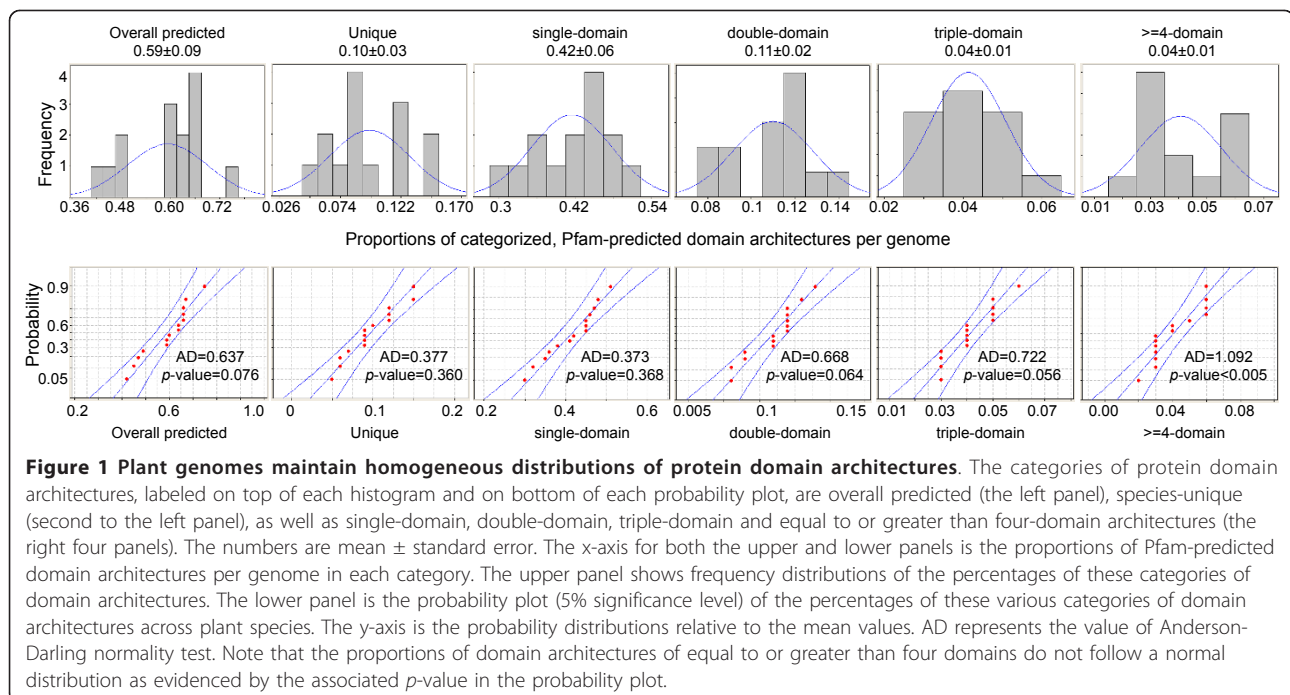 Overall predicted Unique single-domain double-domain triple-domain >=4-domain
0.59±0.09 0.10±0.03 0.42±0.06 0.11±0.02 0.04±0.01 0.04±0.01
Frequency
4
3
2
1
0.36 0.48 0.60 0.72 0.026 0.074 0.122 0.170 0.3 0.42 0.54 0.08 0.1 0.12 0.14 0.02 0.04 0.06 0.01 0.03 0.05 0.07
Proportions of categorized, Pfam-predicted domain architectures per genome
Probability
0.9
0.6
0.3
0.05
AD=0.637 AD=0.377 AD=0.373 AD=0.668 AD=0.722 AD=1.092
p-value=0.076 p-value=0.360 p-value=0.368 p-value=0.064 p-value=0.056 p-value<0.005
0.2 0.6 1.0 0 0.1 0.2 0.2 0.4 0.6 0.005 0.1 0.15 0.01 0.03 0.05 0.07 0.00 0.04 0.08
Overall predicted Unique single-domain double-domain triple-domain >=4-domain
Figure 1 Plant genomes maintain homogeneous distributions of protein domain architectures. The categories of protein domain
architectures, labeled on top of each histogram and on bottom of each probability plot, are overall predicted (the left panel), species-unique
(second to the left panel), as well as single-domain, double-domain, triple-domain and equal to or greater than four-domain architectures (the
right four panels). The numbers are mean ± standard error. The x-axis for both the upper and lower panels is the proportions of Pfam-predicted
domain architectures per genome in each category. The upper panel shows frequency distributions of the percentages of these categories of
domain architectures. The lower panel is the probability plot (5% significance level) of the percentages of these various categories of domain
architectures across plant species. The y-axis is the probability distributions relative to the mean values. AD represents the value of Anderson-
Darling normality test. Note that the proportions of domain architectures of equal to or greater than four domains do not follow a normal
distribution as evidenced by the associated p-value in the probability plot.